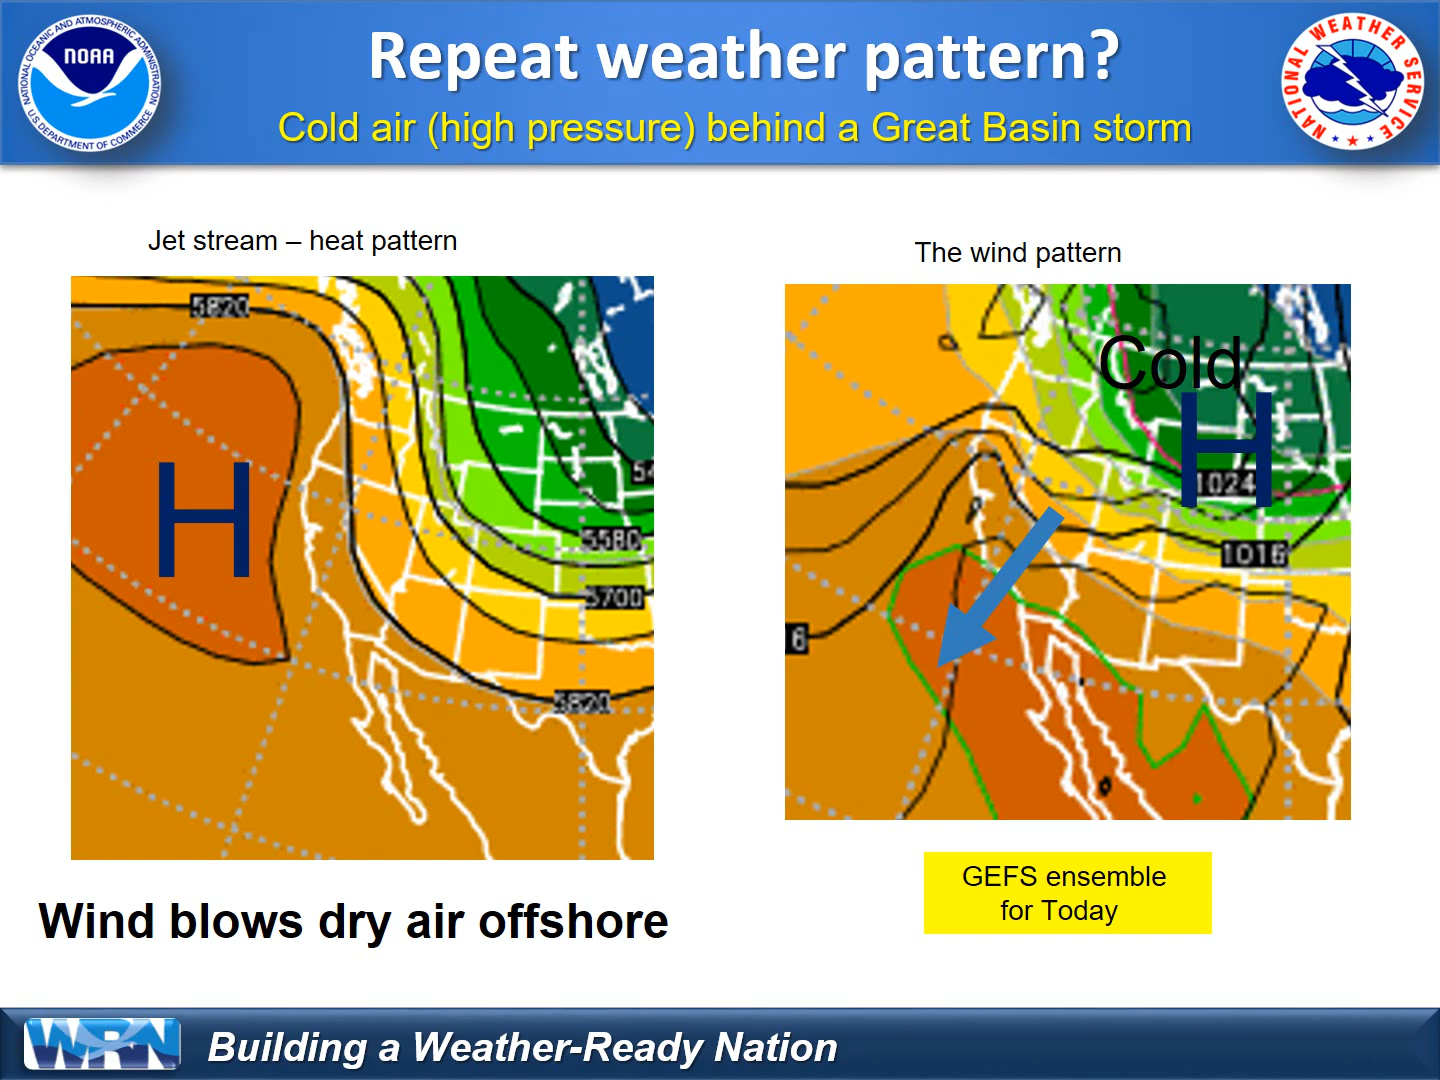 Repeat weather pattern?
Cold air (high pressure) behind a Great Basin storm
NATIONAL OCEANIC AND ATMOSPHERIC ADMINISTRATION
NOAA
U.S. DEPARTMENT OF COMMERCE
NATIONAL WEATHER SERVICE
Jet stream – heat pattern
5820
H
54
5580
5700
5820
The wind pattern
Cold
H
1024
1016
6
Wind blows dry air offshore
GEFS ensemble
for Today
WRN
Building a Weather-Ready Nation